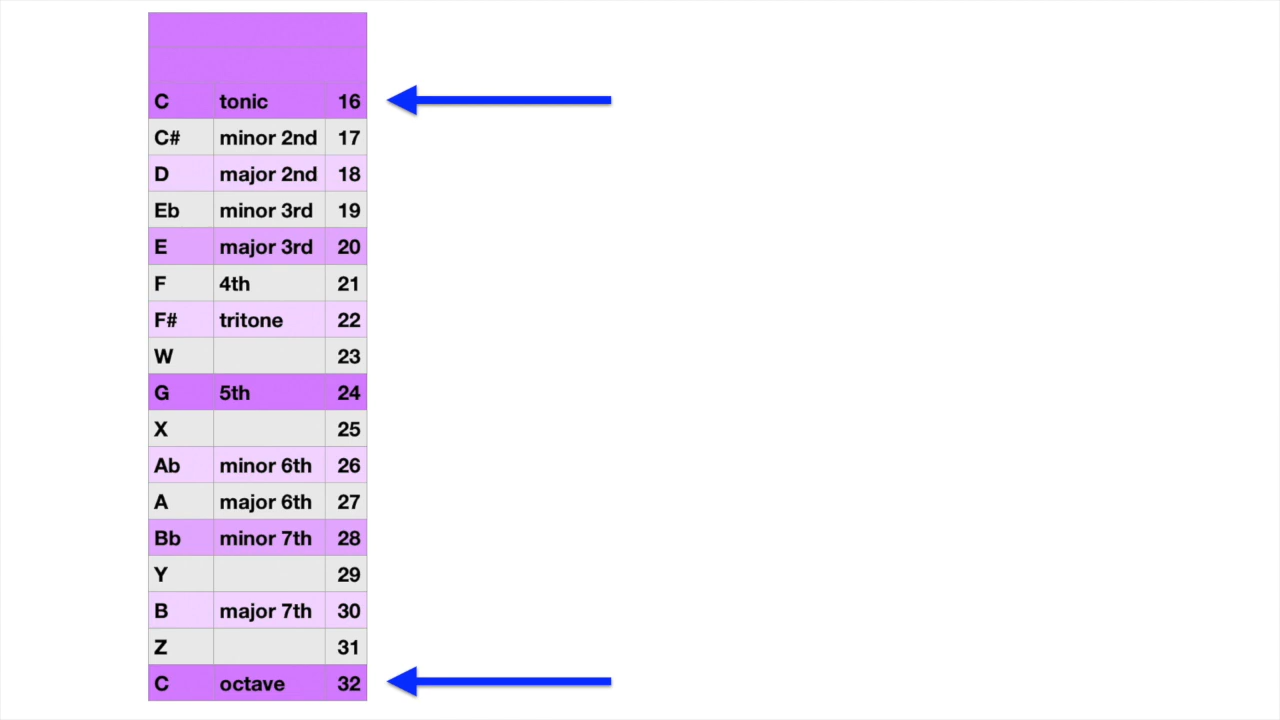 C tonic 16
C# minor 2nd 17
D major 2nd 18
Eb minor 3rd 19
E major 3rd 20
F 4th 21
F# tritone 22
W 23
G 5th 24
X 25
Ab minor 6th 26
A major 6th 27
Bb minor 7th 28
Y 29
B major 7th 30
Z 31
C octave 32